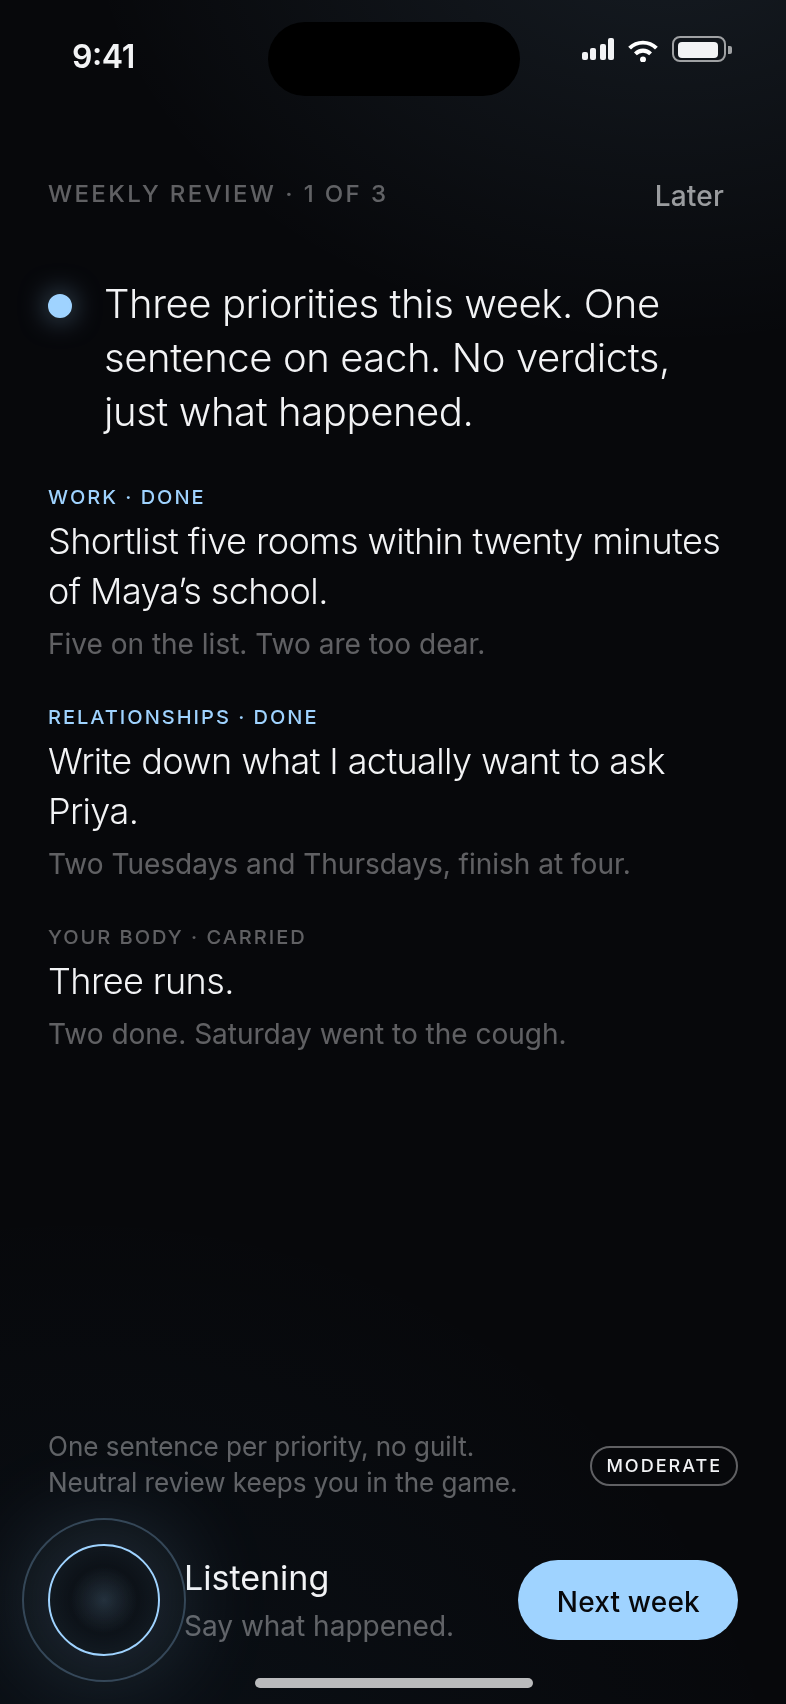 9:41
WEEKLY REVIEW · 1 OF 3
Later
Three priorities this week. One
sentence on each. No verdicts,
just what happened.
WORK · DONE
Shortlist five rooms within twenty minutes
of Maya’s school.
Five on the list. Two are too dear.
RELATIONSHIPS · DONE
Write down what I actually want to ask
Priya.
Two Tuesdays and Thursdays, finish at four.
YOUR BODY · CARRIED
Three runs.
Two done. Saturday went to the cough.
One sentence per priority, no guilt.
Neutral review keeps you in the game.
MODERATE
Listening
Say what happened.
Next week